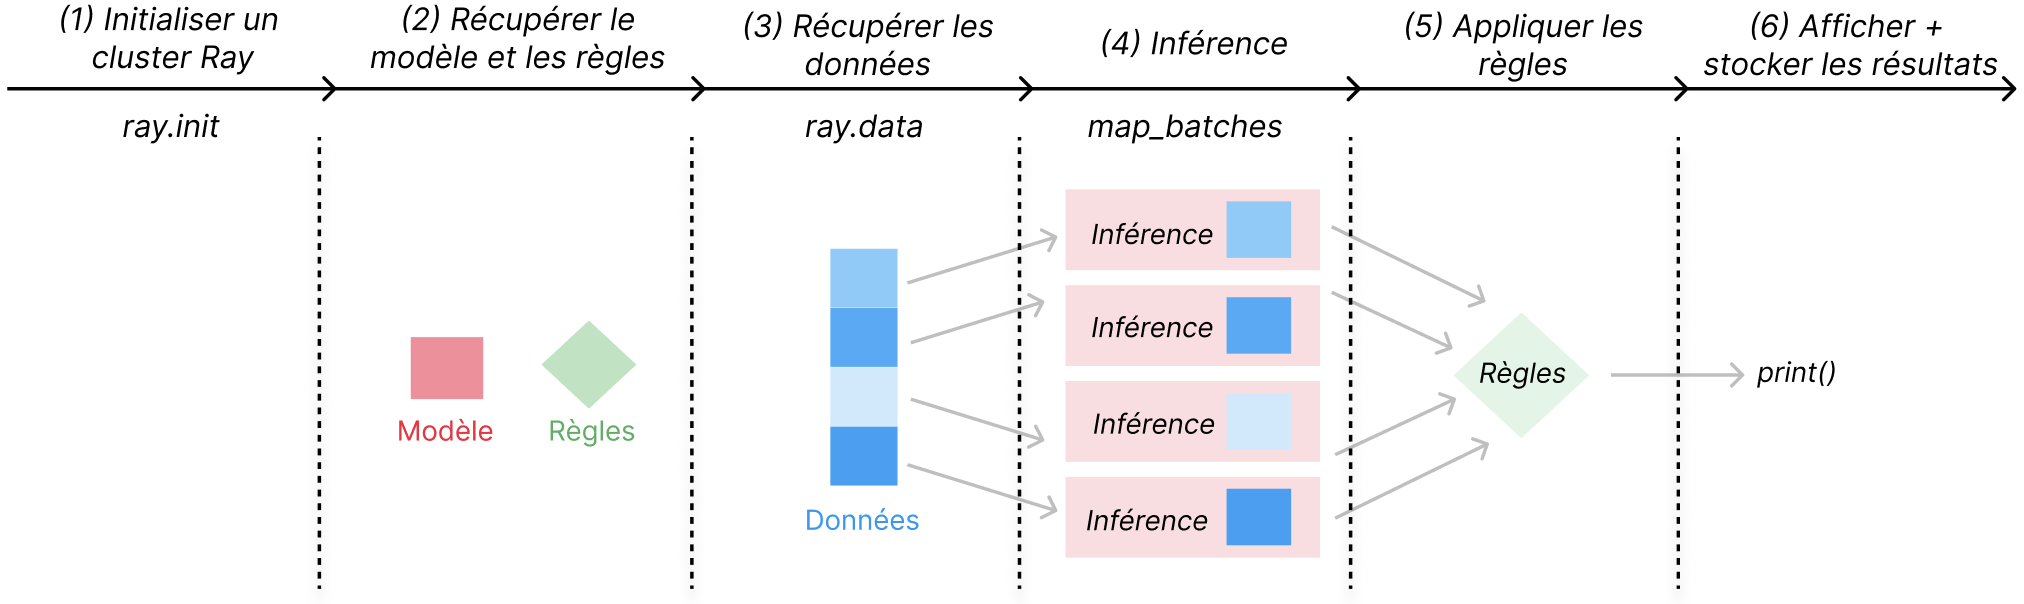 (1) Initialiser un
cluster Ray
(2) Récupérer le
modèle et les règles
(3) Récupérer les
données
(4) Inférence
(5) Appliquer les
règles
(6) Afficher +
stocker les résultats
ray.init
ray.data
map_batches
Modèle
Règles
Données
Inférence
Inférence
Inférence
Inférence
Règles
print()